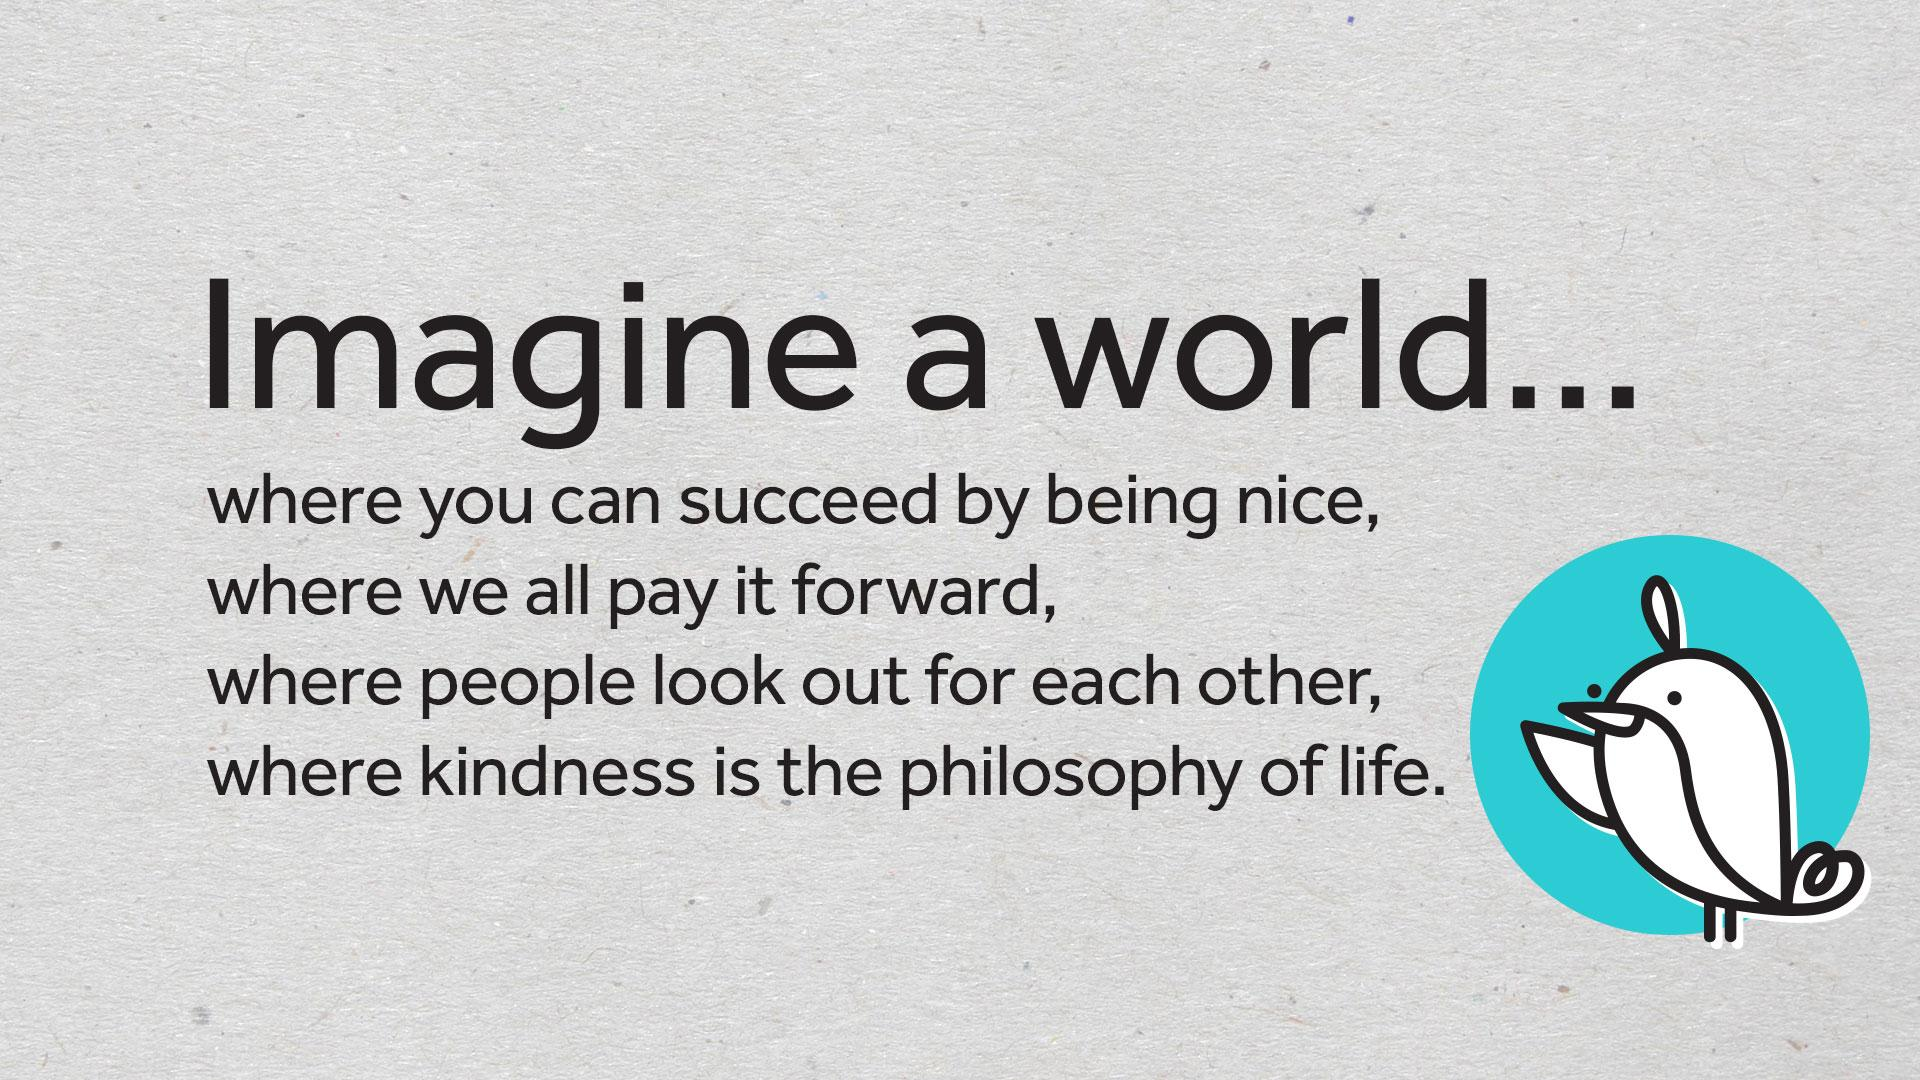 Imagine a world...
where you can succeed by being nice,
where we all pay it forward,
where people look out for each other,
where kindness is the philosophy of life.